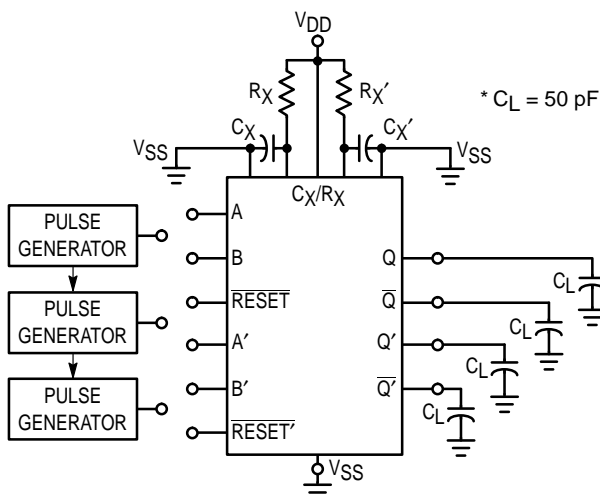 VDD
RX
RX′
* CL = 50 pF
CX
CX′
VSS
VSS
CX/RX
PULSE
GENERATOR
PULSE
GENERATOR
PULSE
GENERATOR
A
B
RESET
A′
B′
RESET′
Q
Q
Q′
Q′
CL
CL
CL
CL
VSS